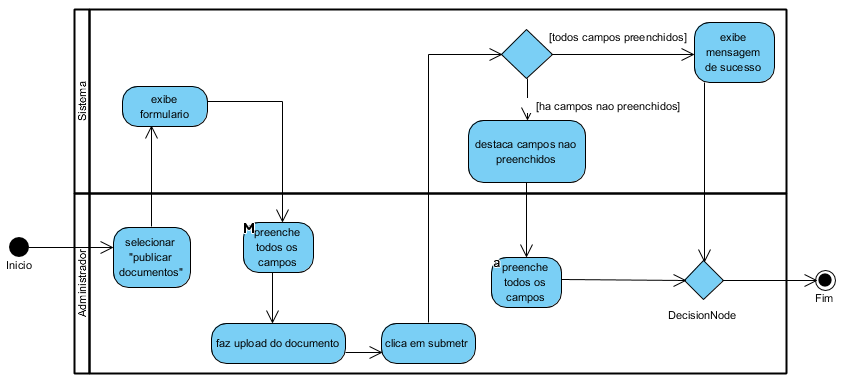 Sistema
[todos campos preenchidos]
exibe
mensagem
de sucesso
exibe
formulario
[ha campos nao preenchidos]
destaca campos nao
preenchidos
Administrador
Inicio
selecionar
"publicar
documentos"
M
preenche
todos os
campos
a
preenche
todos os
campos
DecisionNode
Fim
faz upload do documento
clica em submetr